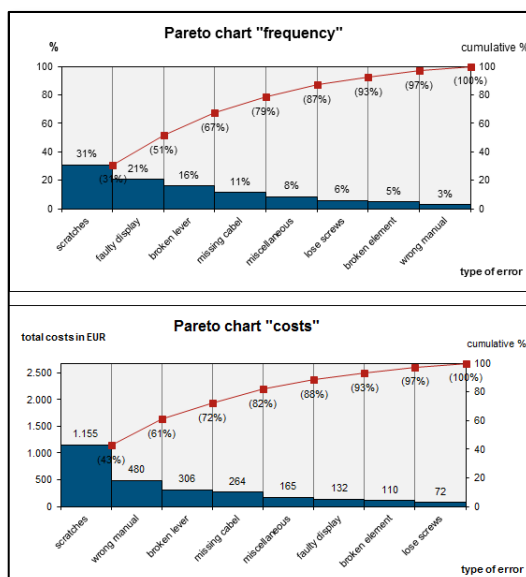 Pareto chart "frequency"
%
cumulative %
100
80
60
40
20
0
31%
21%
16%
11%
8%
6%
5%
3%
(31%)
(51%)
(67%)
(79%)
(87%)
(93%)
(97%)
(100%)
100
80
60
40
20
0
scratches
faulty display
broken lever
missing cabel
miscellaneous
lose screws
broken element
wrong manual
type of error
Pareto chart "costs"
total costs in EUR
cumulative %
2.500
2.000
1.500
1.000
500
0
1.155
480
306
264
165
132
110
72
(43%)
(61%)
(72%)
(82%)
(88%)
(93%)
(97%)
(100%)
100
80
60
40
20
0
scratches
wrong manual
broken lever
missing cabel
miscellaneous
faulty display
broken element
lose screws
type of error